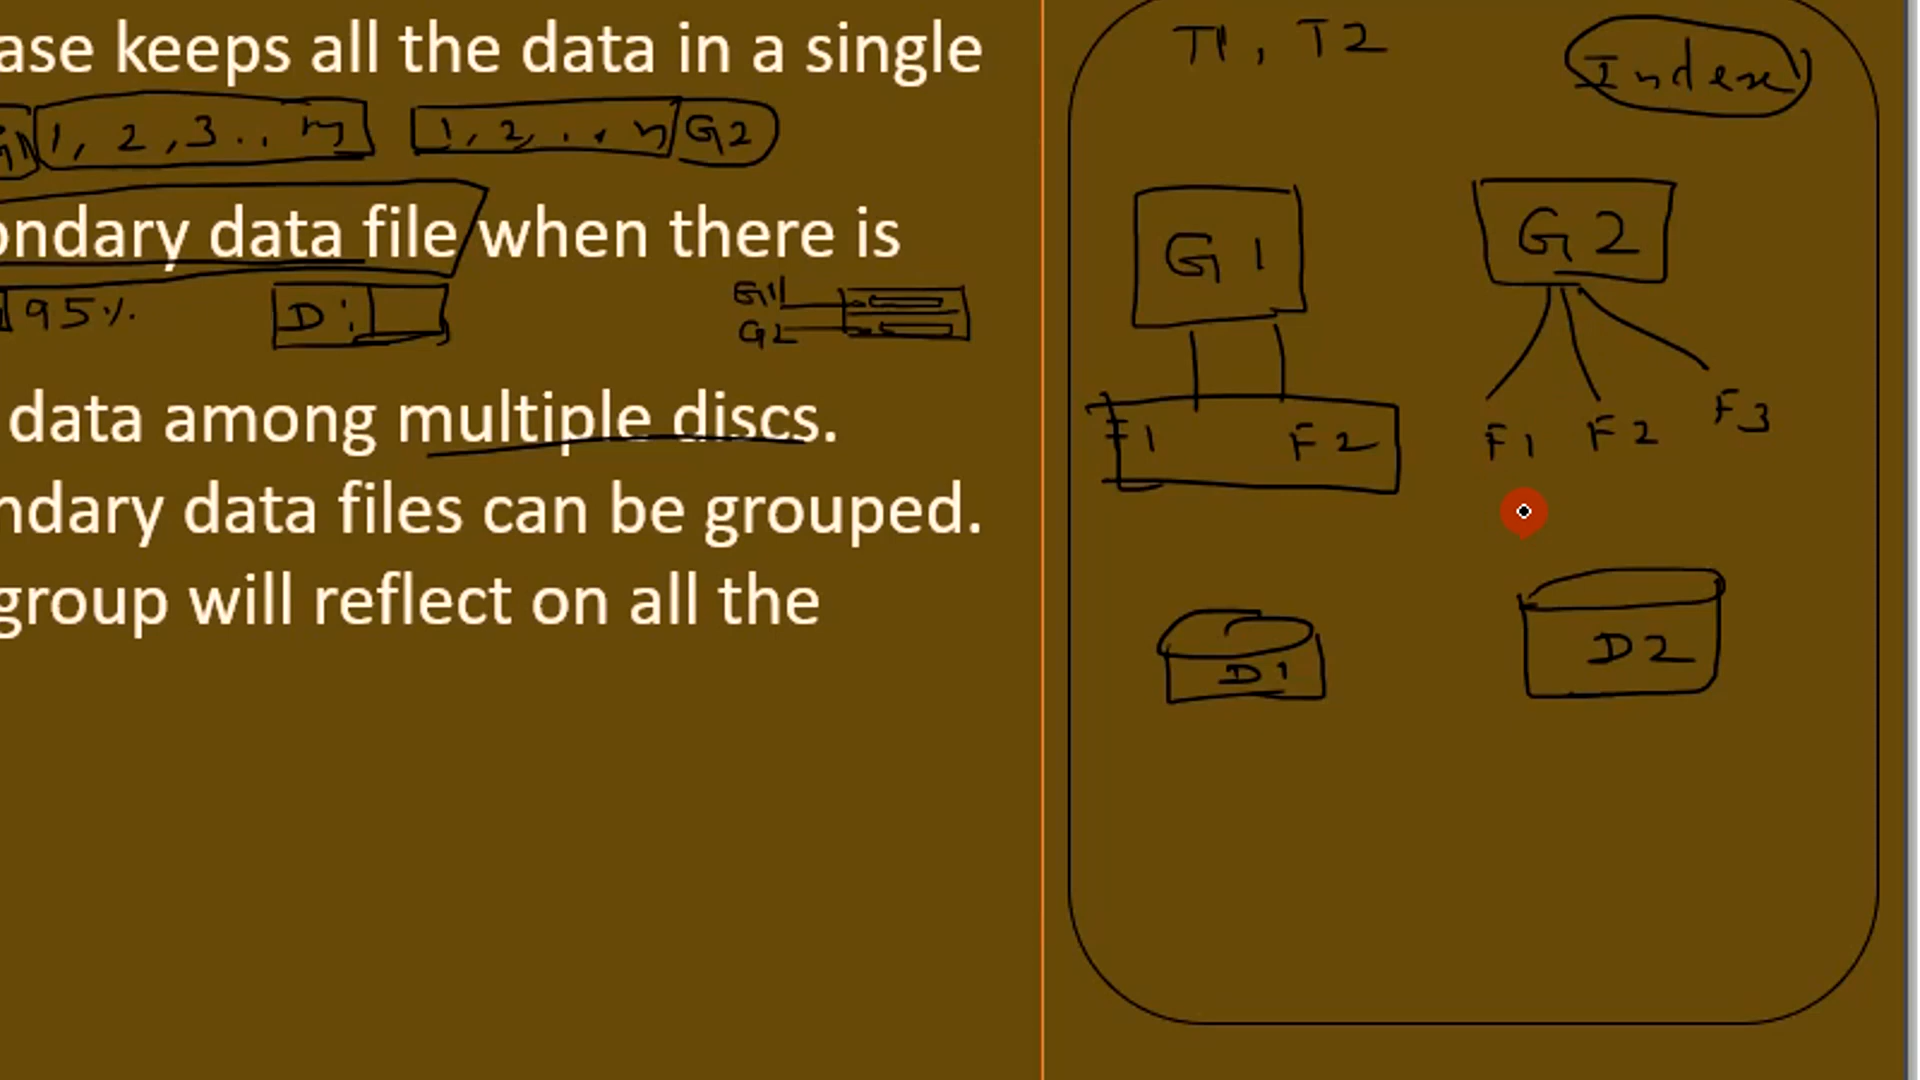 ase keeps all the data in a single
G1 1, 2, 3 . . m 1, 2, . . n G2
ondary data file when there is
95% D: G1
G2
data among multiple discs.
ndary data files can be grouped.
group will reflect on all the
T1, T2 Index
G1 G2
F1 F2 F1 F2 F3
D1 D2